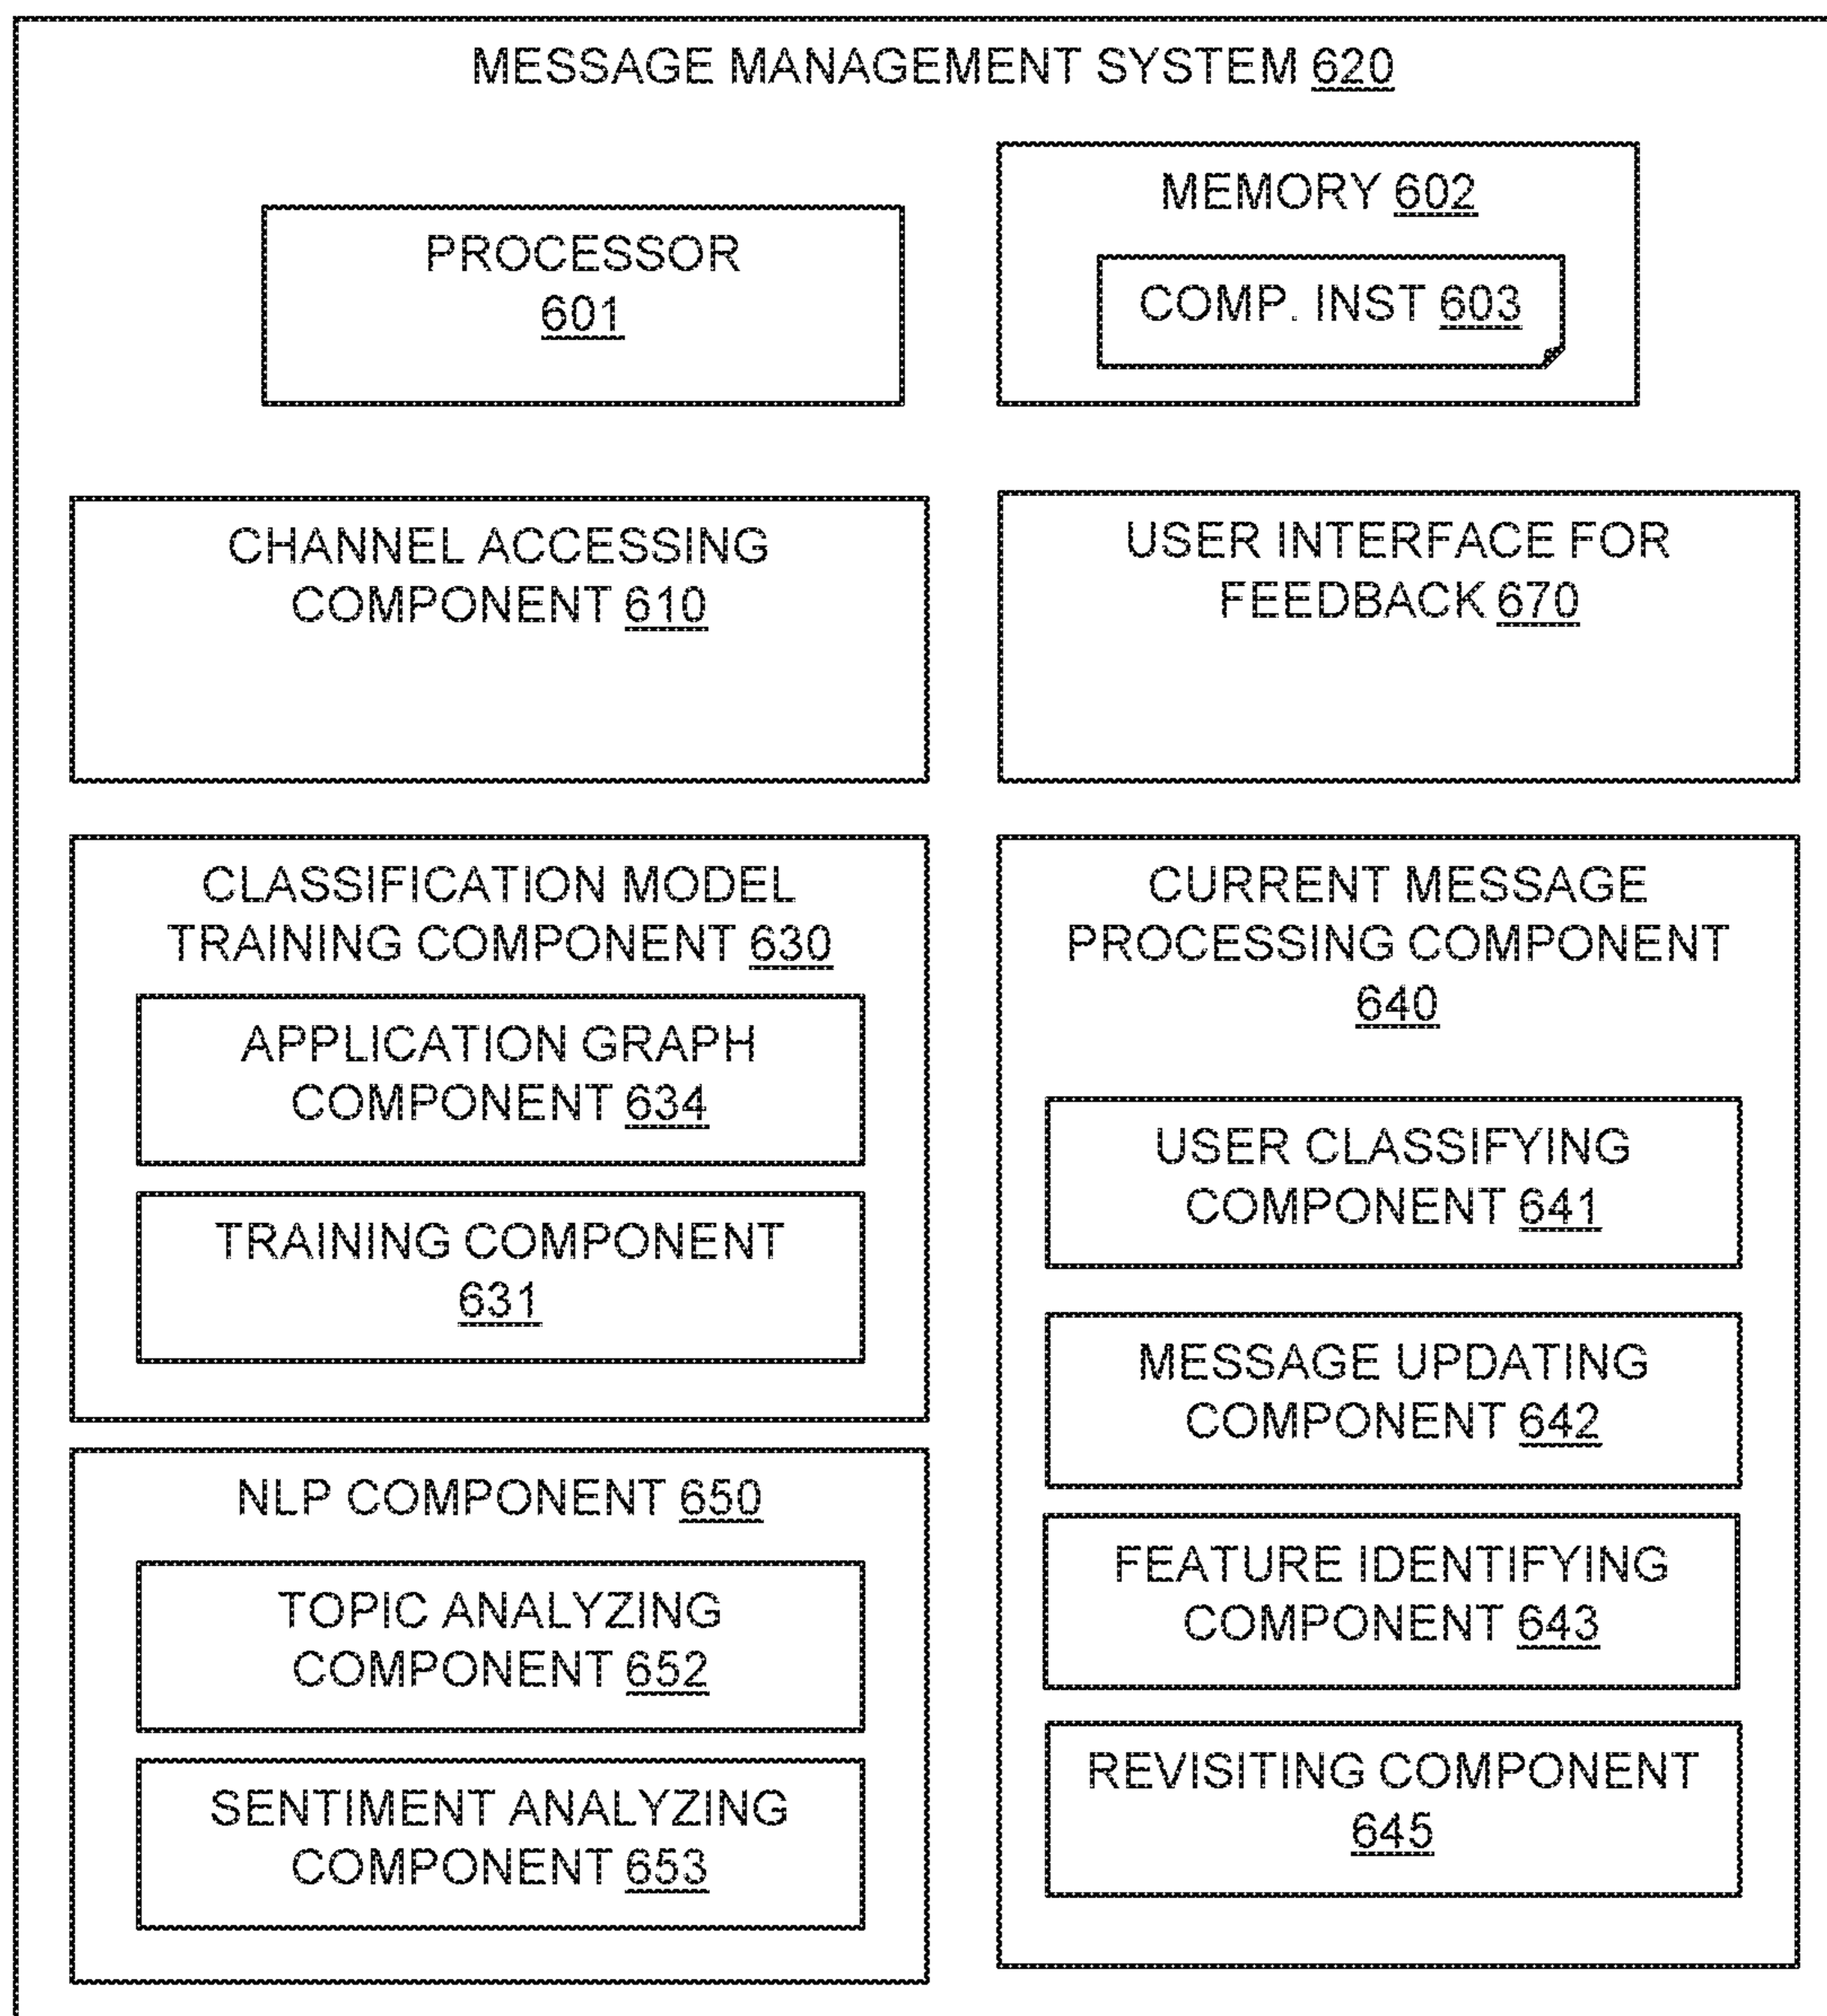 MESSAGE MANAGEMENT SYSTEM 620
PROCESSOR
601
MEMORY 602
COMP. INST 603
CHANNEL ACCESSING
COMPONENT 610
USER INTERFACE FOR
FEEDBACK 670
CLASSIFICATION MODEL
TRAINING COMPONENT 630
APPLICATION GRAPH
COMPONENT 634
TRAINING COMPONENT
631
NLP COMPONENT 650
TOPIC ANALYZING
COMPONENT 652
SENTIMENT ANALYZING
COMPONENT 653
CURRENT MESSAGE
PROCESSING COMPONENT
640
USER CLASSIFYING
COMPONENT 641
MESSAGE UPDATING
COMPONENT 642
FEATURE IDENTIFYING
COMPONENT 643
REVISITING COMPONENT
645